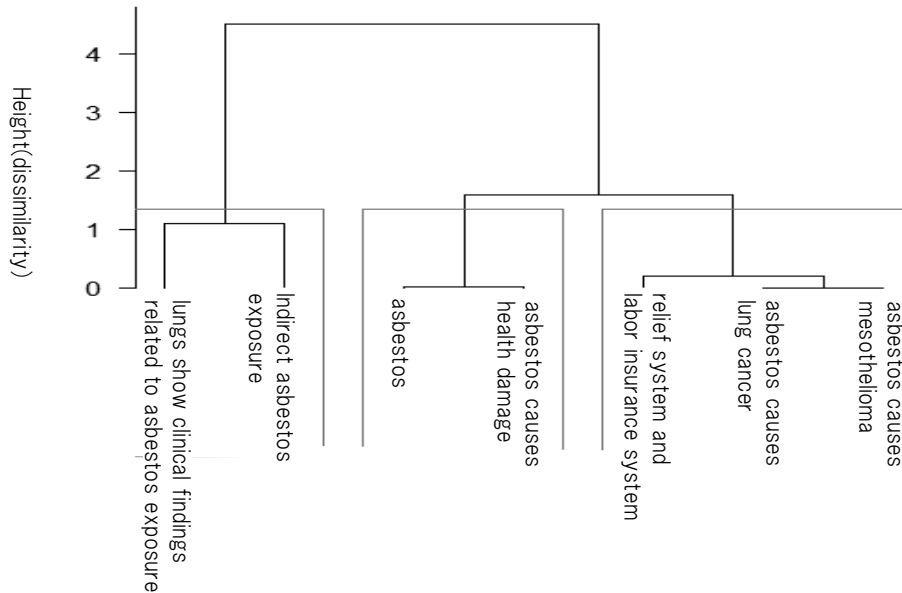 Height(dissimilarity)
4
3
2
1
0
lungs show clinical findings
related to asbestos exposure
Indirect asbestos
exposure
asbestos
asbestos causes
health damage
relief system and
labor insurance system
asbestos causes
lung cancer
asbestos causes
mesothelioma